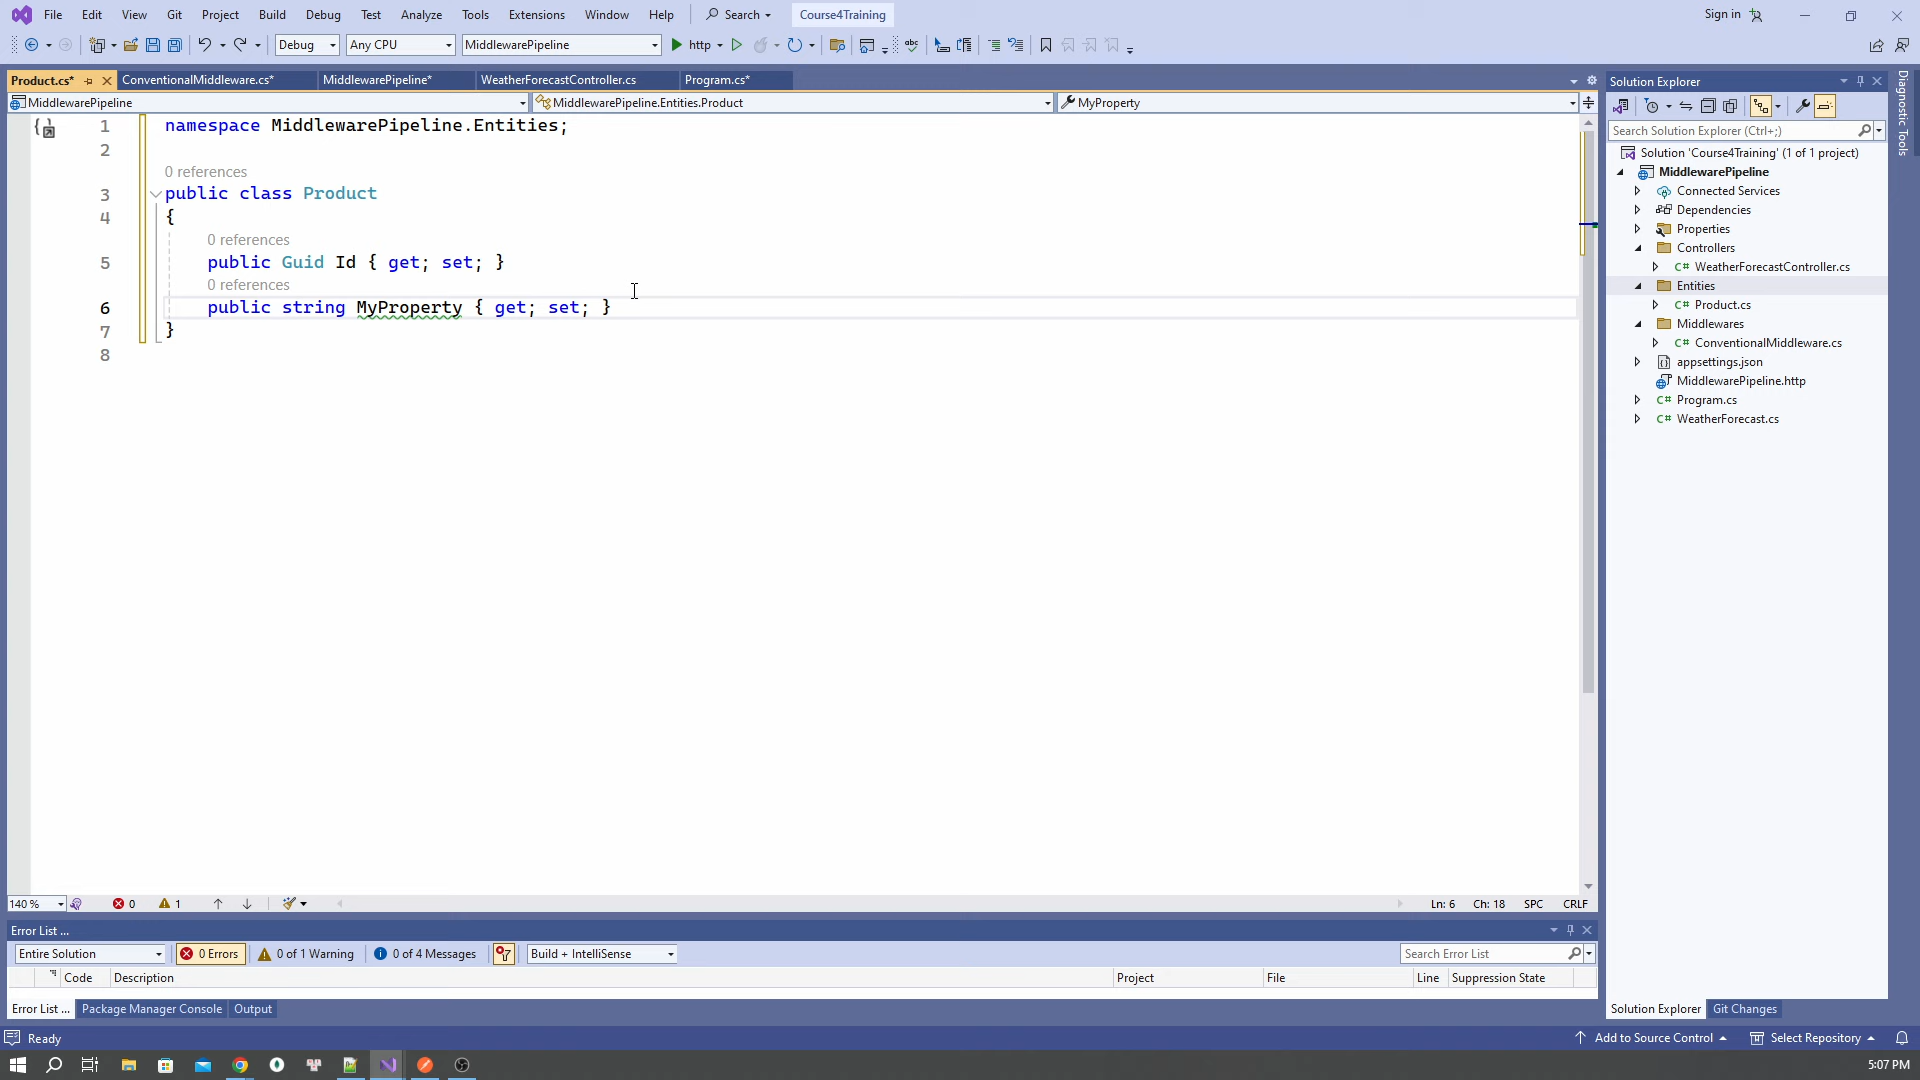 File Edit View Git Project Build Debug Test Analyze Tools Extensions Window Help Search Course4Training Sign in
Debug Any CPU MiddlewarePipeline http
Product.cs* ConventionalMiddleware.cs* MiddlewarePipeline* WeatherForecastController.cs Program.cs*
MiddlewarePipeline MiddlewarePipeline.Entities.Product MyProperty
1 namespace MiddlewarePipeline.Entities;
2
0 references
3 public class Product
4 {
0 references
5 public Guid Id { get; set; }
0 references
6 public string MyProperty { get; set; }
7 }
8
140 % 0 1 Ln: 6 Ch: 18 SPC CRLF
Error List ...
Entire Solution 0 Errors 0 of 1 Warning 0 of 4 Messages Build + IntelliSense Search Error List
Code Description Project File Line Suppression State
Error List ... Package Manager Console Output
Solution Explorer
Search Solution Explorer (Ctrl+;)
Solution 'Course4Training' (1 of 1 project)
MiddlewarePipeline
Connected Services
Dependencies
Properties
Controllers
C# WeatherForecastController.cs
Entities
C# Product.cs
Middlewares
C# ConventionalMiddleware.cs
appsettings.json
MiddlewarePipeline.http
C# Program.cs
C# WeatherForecast.cs
Solution Explorer Git Changes
Diagnostic Tools
Ready Add to Source Control Select Repository
5:07 PM